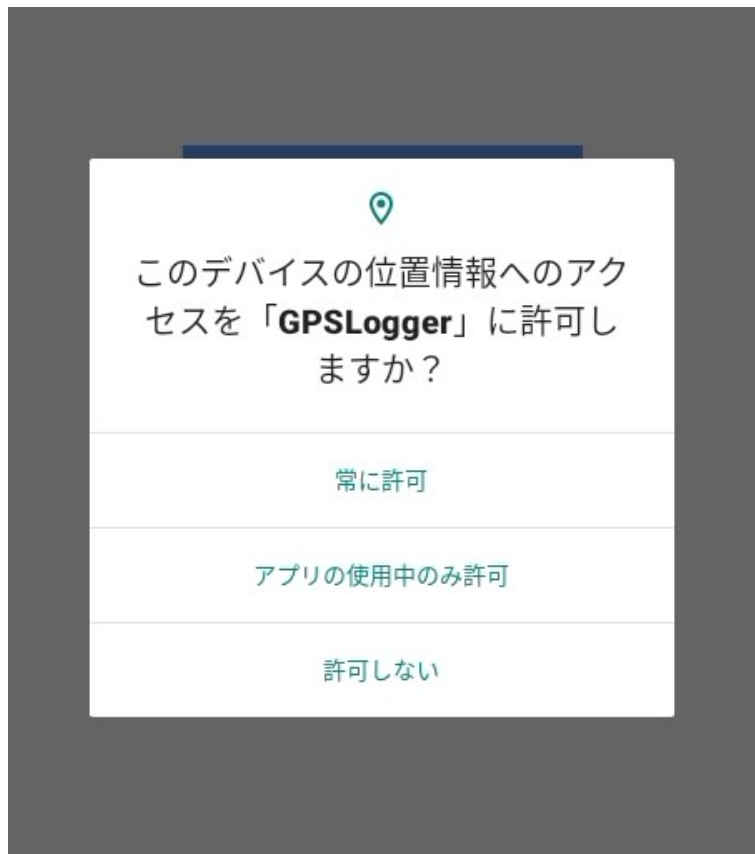 このデバイスの位置情報へのアク
セスを「GPSLogger」に許可し
ますか？
常に許可
アプリの使用中のみ許可
許可しない